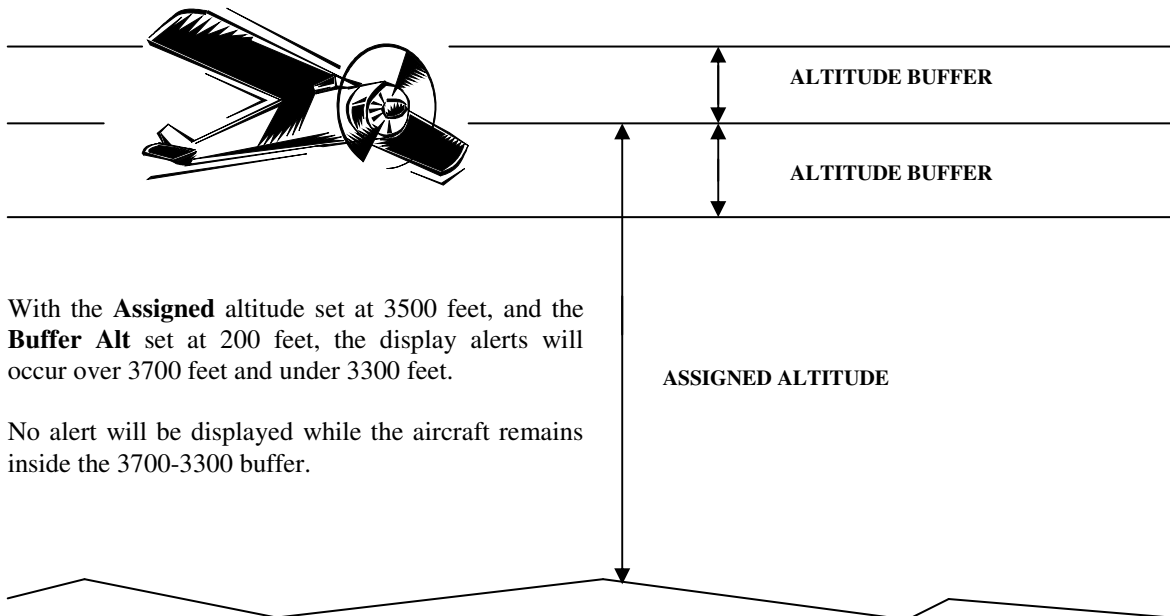 ALTITUDE BUFFER
ALTITUDE BUFFER
With the Assigned altitude set at 3500 feet, and the
Buffer Alt set at 200 feet, the display alerts will
occur over 3700 feet and under 3300 feet.
ASSIGNED ALTITUDE
No alert will be displayed while the aircraft remains
inside the 3700-3300 buffer.